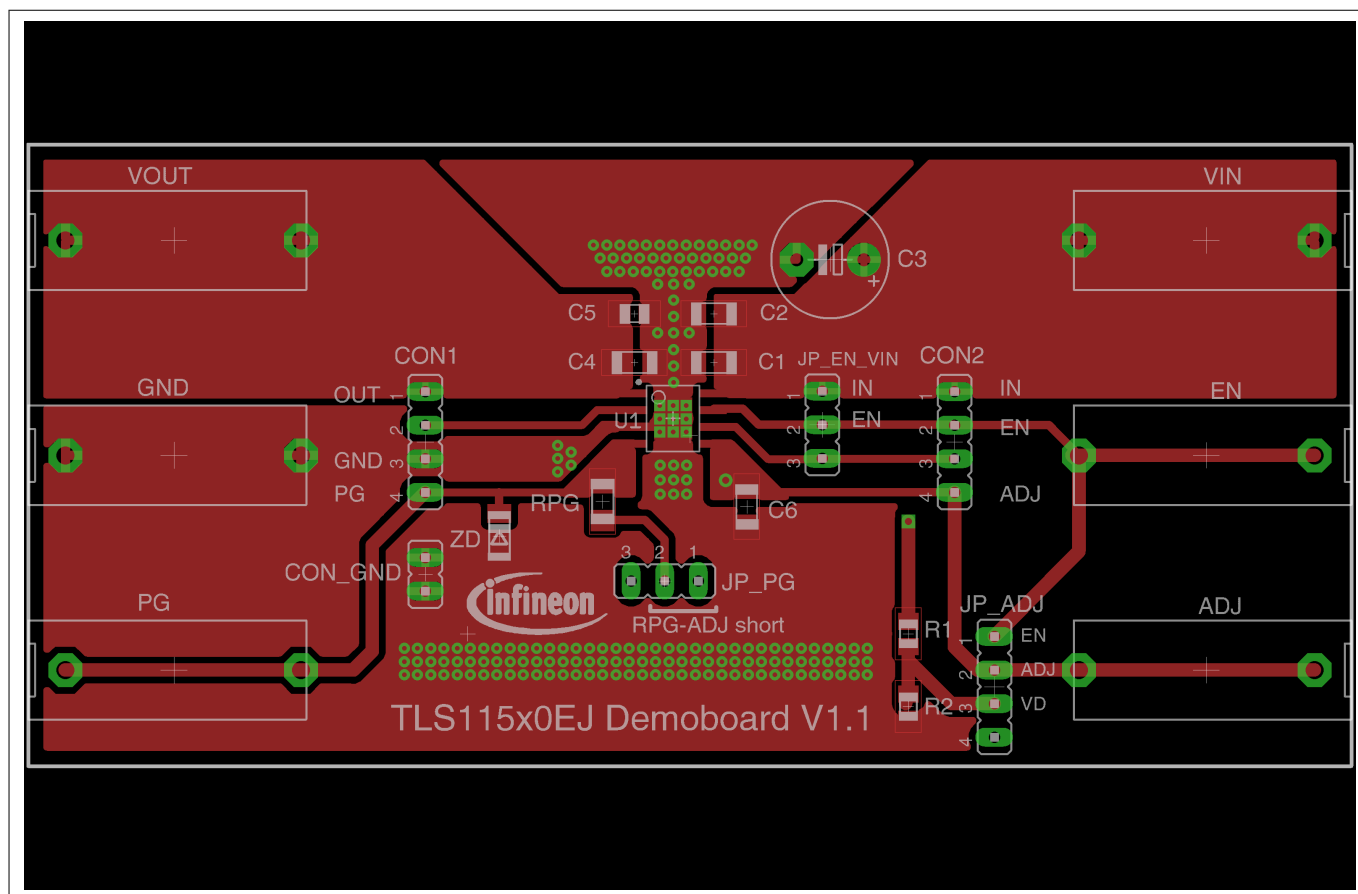 VOUT
VIN
C3
C5
C2
CON1
C4
C1
JP_EN_VIN
CON2
GND
OUT
1
1
IN
1
IN
EN
U1
2
2
EN
2
EN
GND
3
3
3
PG
4
RPG
C6
4
ADJ
ZD
3
2
1
CON_GND
infineon
JP_PG
PG
JP_ADJ
ADJ
RPG-ADJ short
R1
1
EN
2
ADJ
R2
3
VD
TLS115x0EJ Demoboard V1.1
4